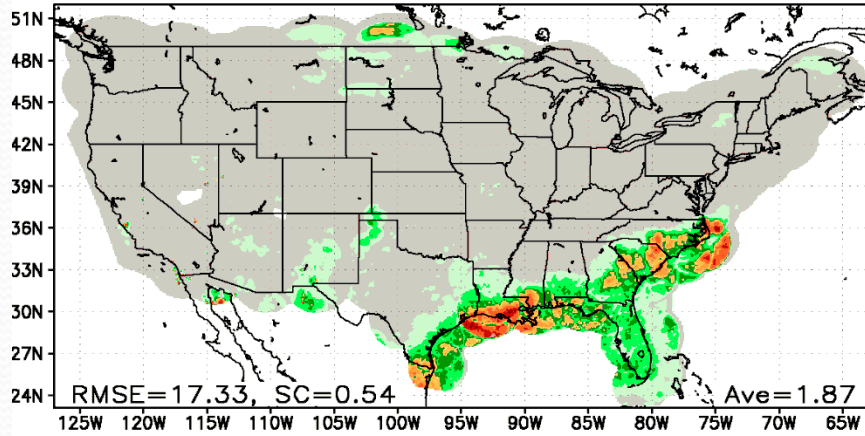 51N
48N
45N
42N
39N
36N
33N
30N
27N
24N
RMSE=17.33, SC=0.54 Ave=1.87
125W 120W 115W 110W 105W 100W 95W 90W 85W 80W 75W 70W 65W